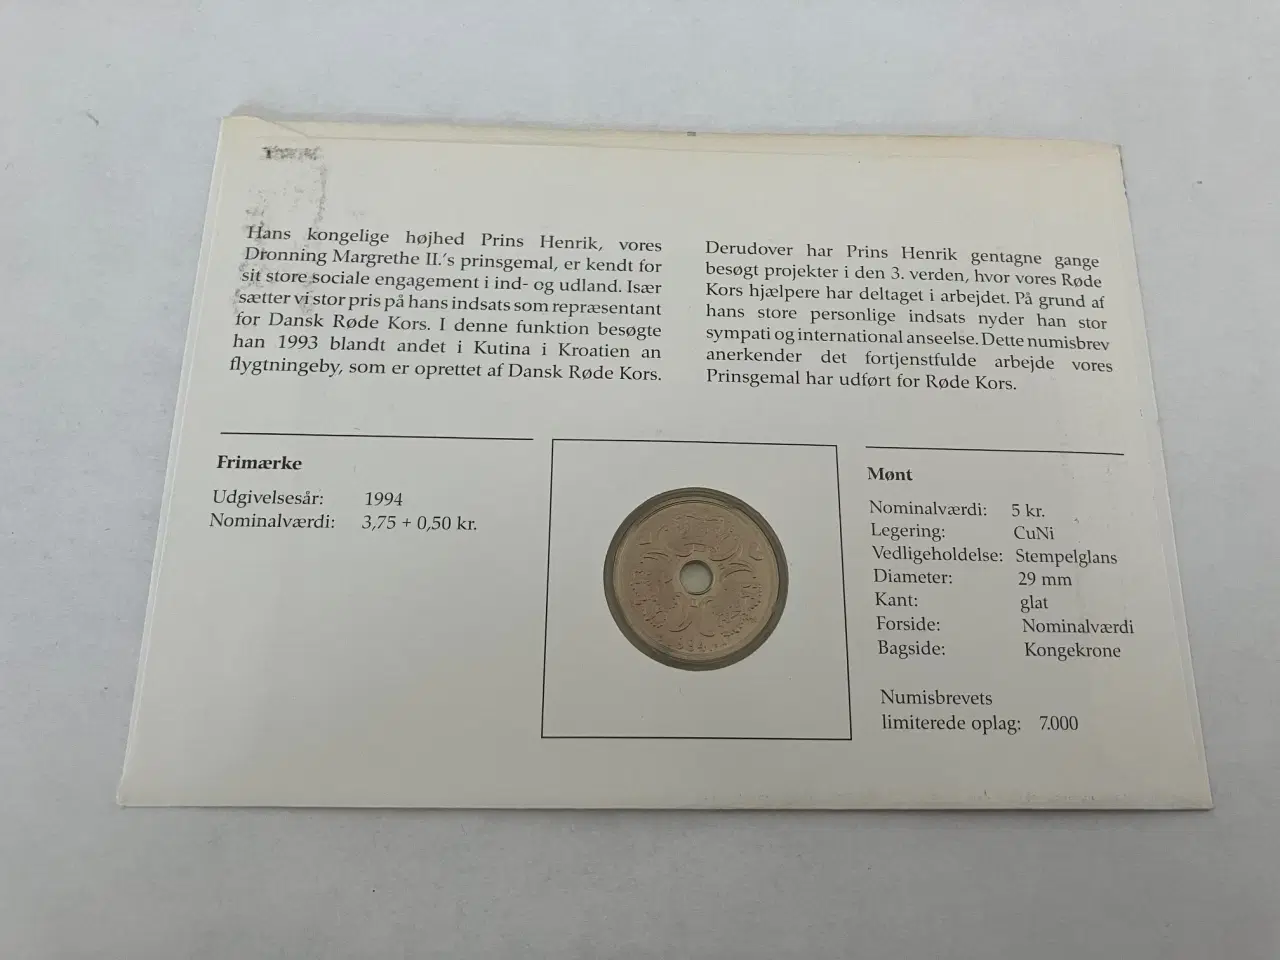 Hans kongelige højhed Prins Henrik, vores
Dronning Margrethe II.'s prinsgemal, er kendt for
sit store sociale engagement i ind- og udland. Især
sætter vi stor pris på hans indsats som repræsentant
for Dansk Røde Kors. I denne funktion besøgte
han 1993 blandt andet i Kutina i Kroatien an
flygtningeby, som er oprettet af Dansk Røde Kors.
Derudover har Prins Henrik gentagne gange
besøgt projekter i den 3. verden, hvor vores Røde
Kors hjælpere har deltaget i arbejdet. På grund af
hans store personlige indsats nyder han stor
sympati og international anseelse. Dette numisbrev
anerkender det fortjenstfulde arbejde vores
Prinsgemal har udført for Røde Kors.
Frimærke
Udgivelsesår: 1994
Nominalværdi: 3,75 + 0,50 kr.
Mønt
Nominalværdi: 5 kr.
Legering: CuNi
Vedligeholdelse: Stempelglans
Diameter: 29 mm
Kant: glat
Forside: Nominalværdi
Bagside: Kongekrone
Numisbrevets
limiterede oplag: 7.000